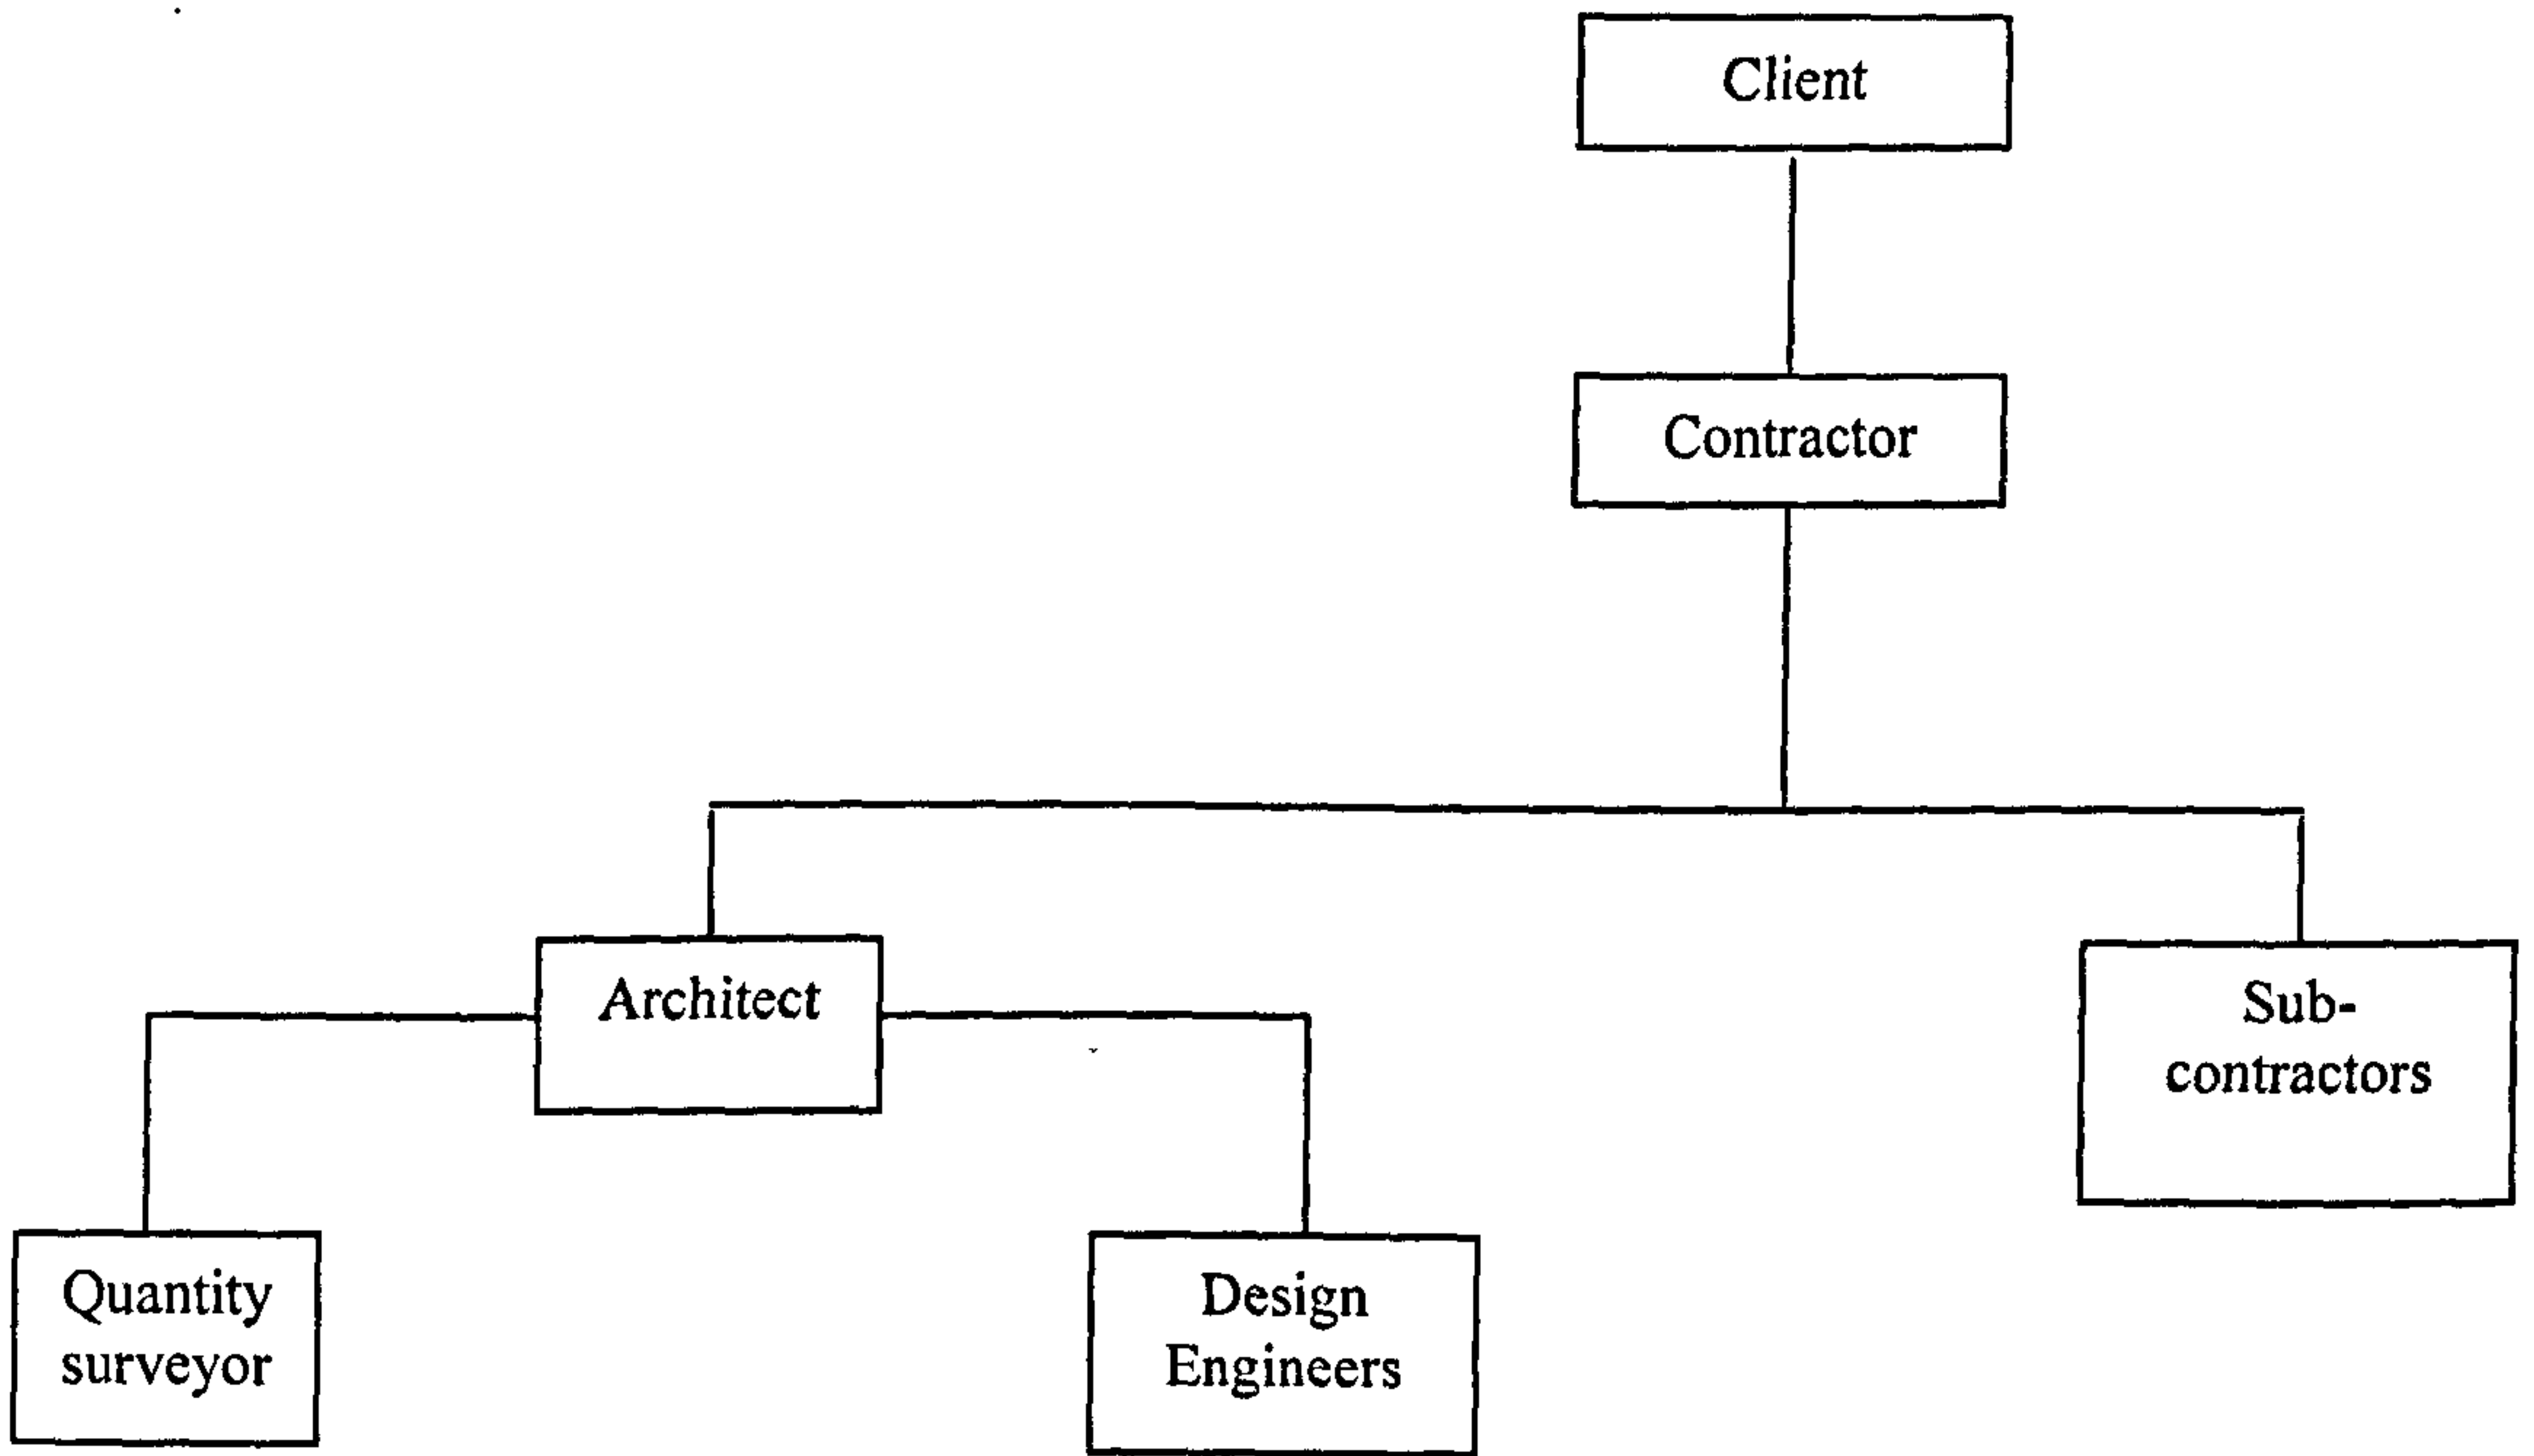 Client
Contractor
Architect
Sub-
contractors
Quantity
surveyor
Design
Engineers